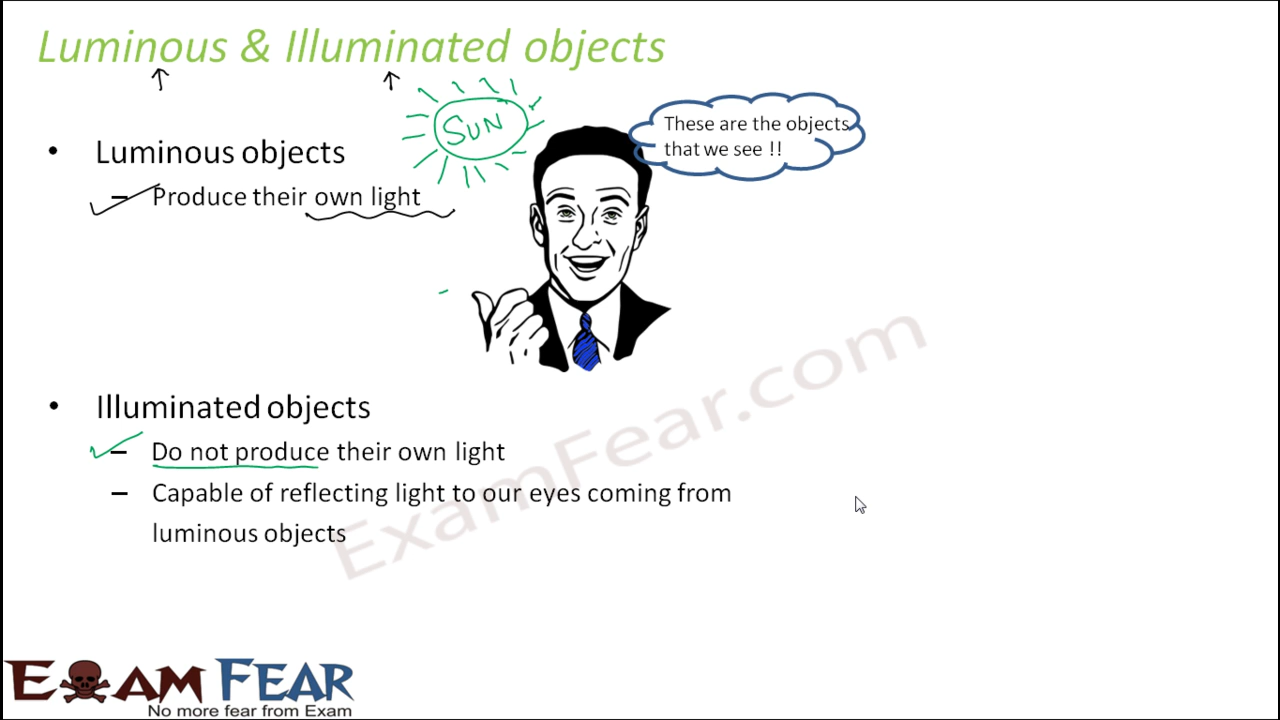 Luminous & Illuminated objects
SUN
These are the objects
that we see !!
• Luminous objects
– Produce their own light
• Illuminated objects
– Do not produce their own light
– Capable of reflecting light to our eyes coming from
luminous objects
ExamFear.com
EXAM FEAR
No more fear from Exam